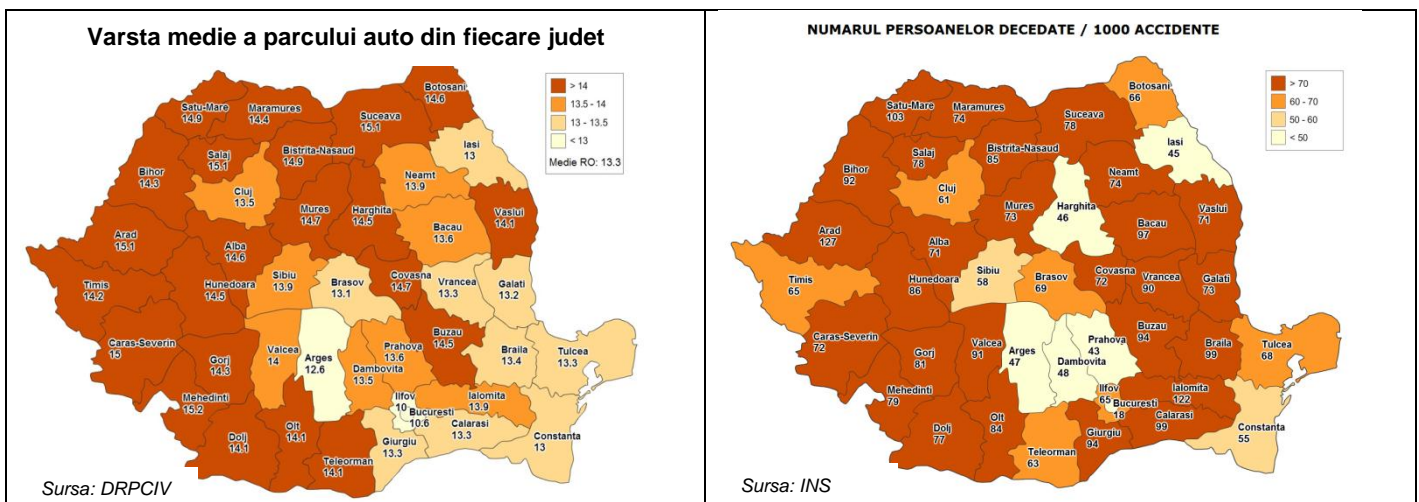 Varsta medie a parcului auto din fiecare judet
> 14
13.5 - 14
13 - 13.5
< 13
Medie RO: 13.3
Botosani
14.6
Satu-Mare
14.9
Maramures
14.4
Suceava
15.1
Iasi
13
Salaj
15.1
Bistrita-Nasaud
14.9
Bihor
14.3
Cluj
13.5
Neamt
13.9
Mures
14.7
Harghita
14.5
Vaslui
14.1
Bacau
13.6
Arad
15.1
Alba
14.6
Sibiu
13.9
Brasov
13.1
Covasna
14.7
Vrancea
13.3
Galati
13.2
Timis
14.2
Hunedoara
14.5
Buzau
14.5
Caras-Severin
15
Gorj
14.3
Valcea
14
Arges
12.6
Prahova
13.6
Dambovita
13.5
Braila
13.4
Tulcea
13.3
Mehedinti
15.2
Ilfov
10
Bucuresti
10.6
Ialomita
13.9
Calarasi
13.3
Dolj
14.1
Olt
14.1
Teleorman
14.1
Giurgiu
13.3
Constanta
13
Sursa: DRPCIV
NUMARUL PERSOANELOR DECEDATE / 1000 ACCIDENTE
> 70
60 - 70
50 - 60
< 50
Botosani
66
Satu-Mare
103
Maramures
74
Suceava
78
Iasi
45
Salaj
78
Bistrita-Nasaud
85
Bihor
92
Cluj
61
Neamt
74
Mures
73
Harghita
46
Vaslui
71
Bacau
97
Arad
127
Alba
71
Sibiu
58
Brasov
69
Covasna
72
Vrancea
90
Galati
73
Timis
65
Hunedoara
86
Buzau
94
Caras-Severin
72
Gorj
81
Valcea
91
Arges
47
Prahova
43
Dambovita
48
Braila
99
Tulcea
68
Mehedinti
79
Ilfov
65
Bucuresti
18
Ialomita
122
Calarasi
99
Dolj
77
Olt
84
Teleorman
63
Giurgiu
94
Constanta
55
Sursa: INS